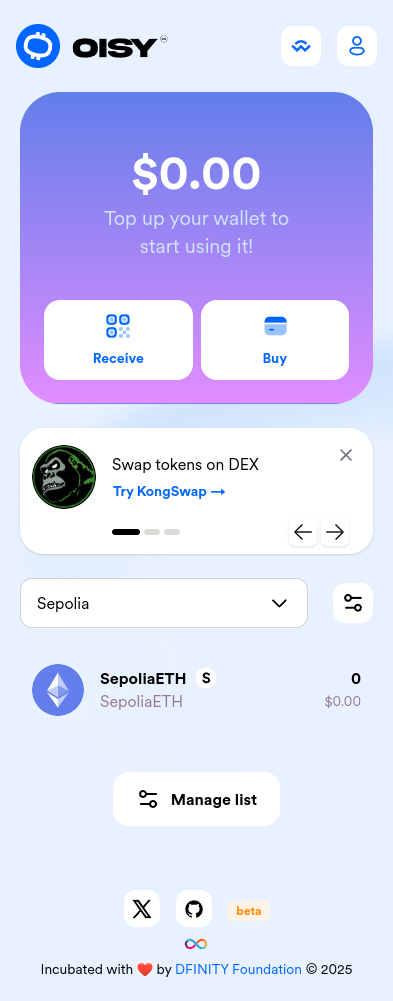 OISY
$0.00
Top up your wallet to
start using it!
Receive
Buy
Swap tokens on DEX
Try KongSwap →
Sepolia
SepoliaETH S
0
SepoliaETH
$0.00
Manage list
beta
Incubated with ❤️ by DFINITY Foundation © 2025